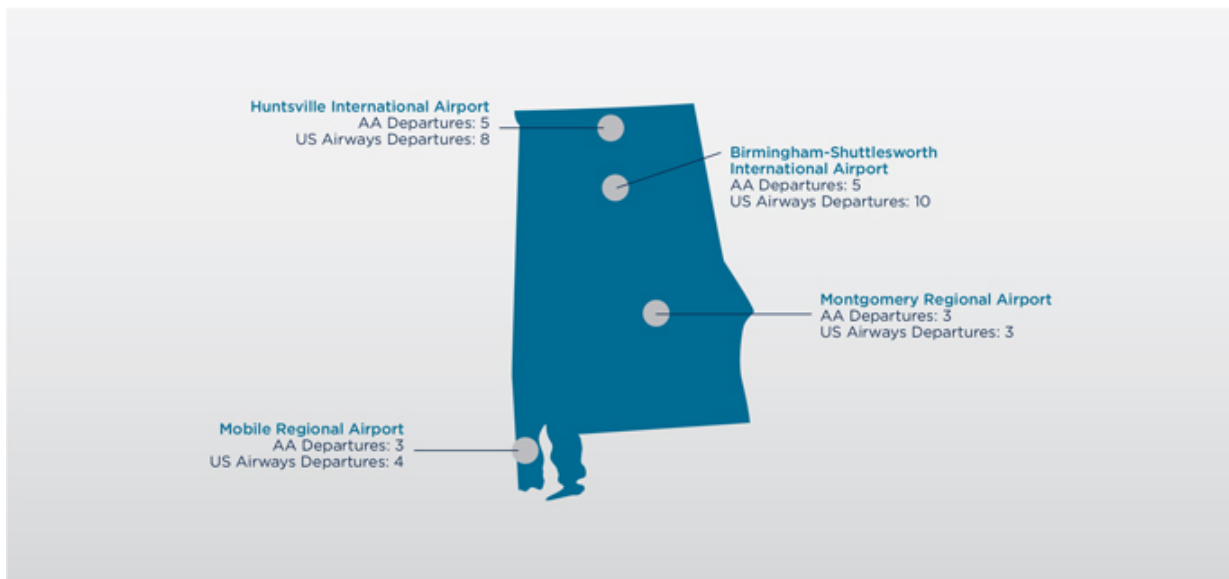 Huntsville International Airport
AA Departures: 5
US Airways Departures: 8
Birmingham-Shuttlesworth
International Airport
AA Departures: 5
US Airways Departures: 10
Montgomery Regional Airport
AA Departures: 3
US Airways Departures: 3
Mobile Regional Airport
AA Departures: 3
US Airways Departures: 4